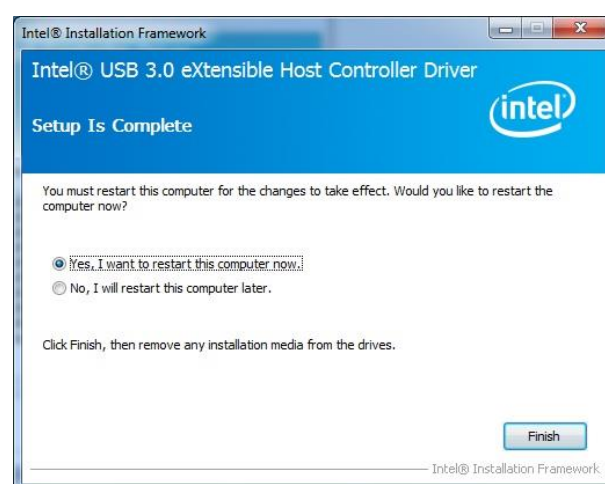 Intel® Installation Framework
Intel® USB 3.0 eXtensible Host Controller Driver
Setup Is Complete
intel®
You must restart this computer for the changes to take effect. Would you like to restart the
computer now?
Yes, I want to restart this computer now.
No, I will restart this computer later.
Click Finish, then remove any installation media from the drives.
Finish
Intel® Installation Framework